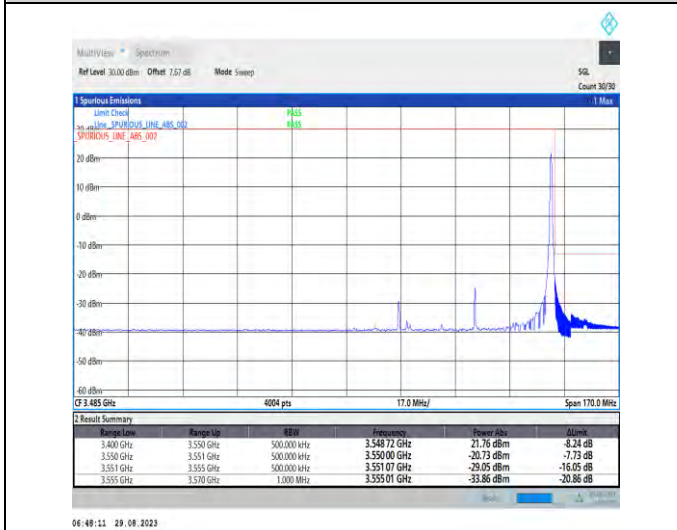 MultiView Spectrum
Ref Level 30.00 dBm Offset 7.67 dB Mode Sweep SGL
Count 30/30
1 Spurious Emissions 1 Max
Limit Check PASS
Line _SPURIOUS_LINE_ABS_002 PASS
_SPURIOUS_LINE_ABS_002
20 dBm
10 dBm
0 dBm
-10 dBm
-20 dBm
-30 dBm
-40 dBm
-50 dBm
-60 dBm
CF 3.485 GHz 4004 pts 17.0 MHz/ Span 170.0 MHz
2 Result Summary
Range Low Range Up RBW Frequency Power Abs ΔLimit
3.400 GHz 3.550 GHz 500.000 kHz 3.548 72 GHz 21.76 dBm -8.24 dB
3.550 GHz 3.551 GHz 500.000 kHz 3.550 00 GHz -20.73 dBm -7.73 dB
3.551 GHz 3.555 GHz 500.000 kHz 3.551 07 GHz -29.05 dBm -16.05 dB
3.555 GHz 3.570 GHz 1.000 MHz 3.555 01 GHz -33.86 dBm -20.86 dB
06:48:11 29.08.2023